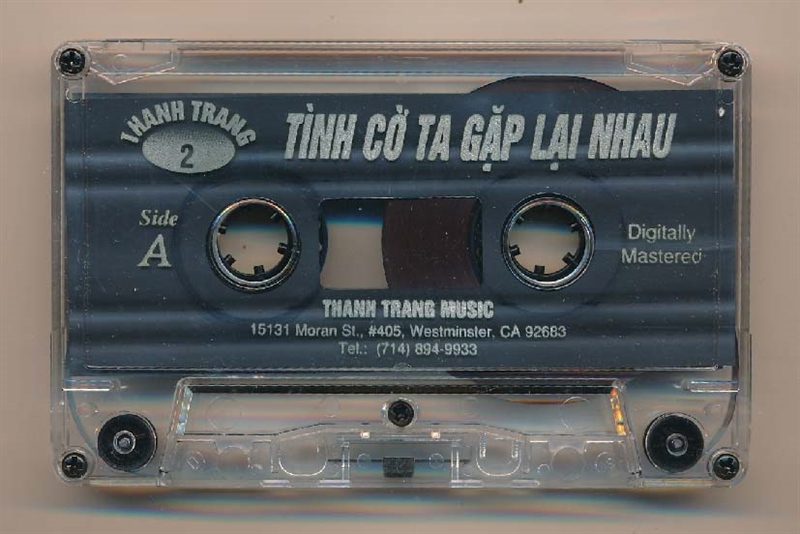 THANH TRANG
2
TÌNH CỜ TA GẶP LẠI NHAU
Side
A
Digitally
Mastered
THANH TRANG MUSIC
15131 Moran St., #405, Westminster, CA 92683
Tel.: (714) 894-9933